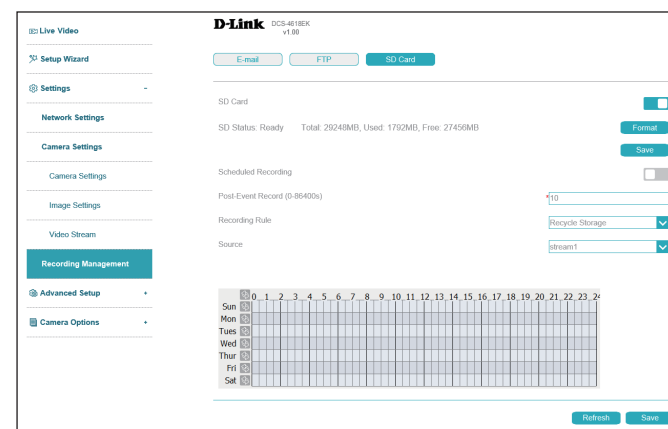 Live Video
Setup Wizard
Settings -
Network Settings
Camera Settings
Camera Settings
Image Settings
Video Stream
Recording Management
Advanced Setup +
Camera Options +
D-Link DCS-4618EK
v1.00
E-mail FTP SD Card
SD Card
SD Status: Ready Total: 29248MB, Used: 1792MB, Free: 27456MB Format
Save
Scheduled Recording
Post-Event Record (0-86400s) *10
Recording Rule Recycle Storage
Source stream1
0 1 2 3 4 5 6 7 8 9 10 11 12 13 14 15 16 17 18 19 20 21 22 23 24
Sun
Mon
Tues
Wed
Thur
Fri
Sat
Refresh Save